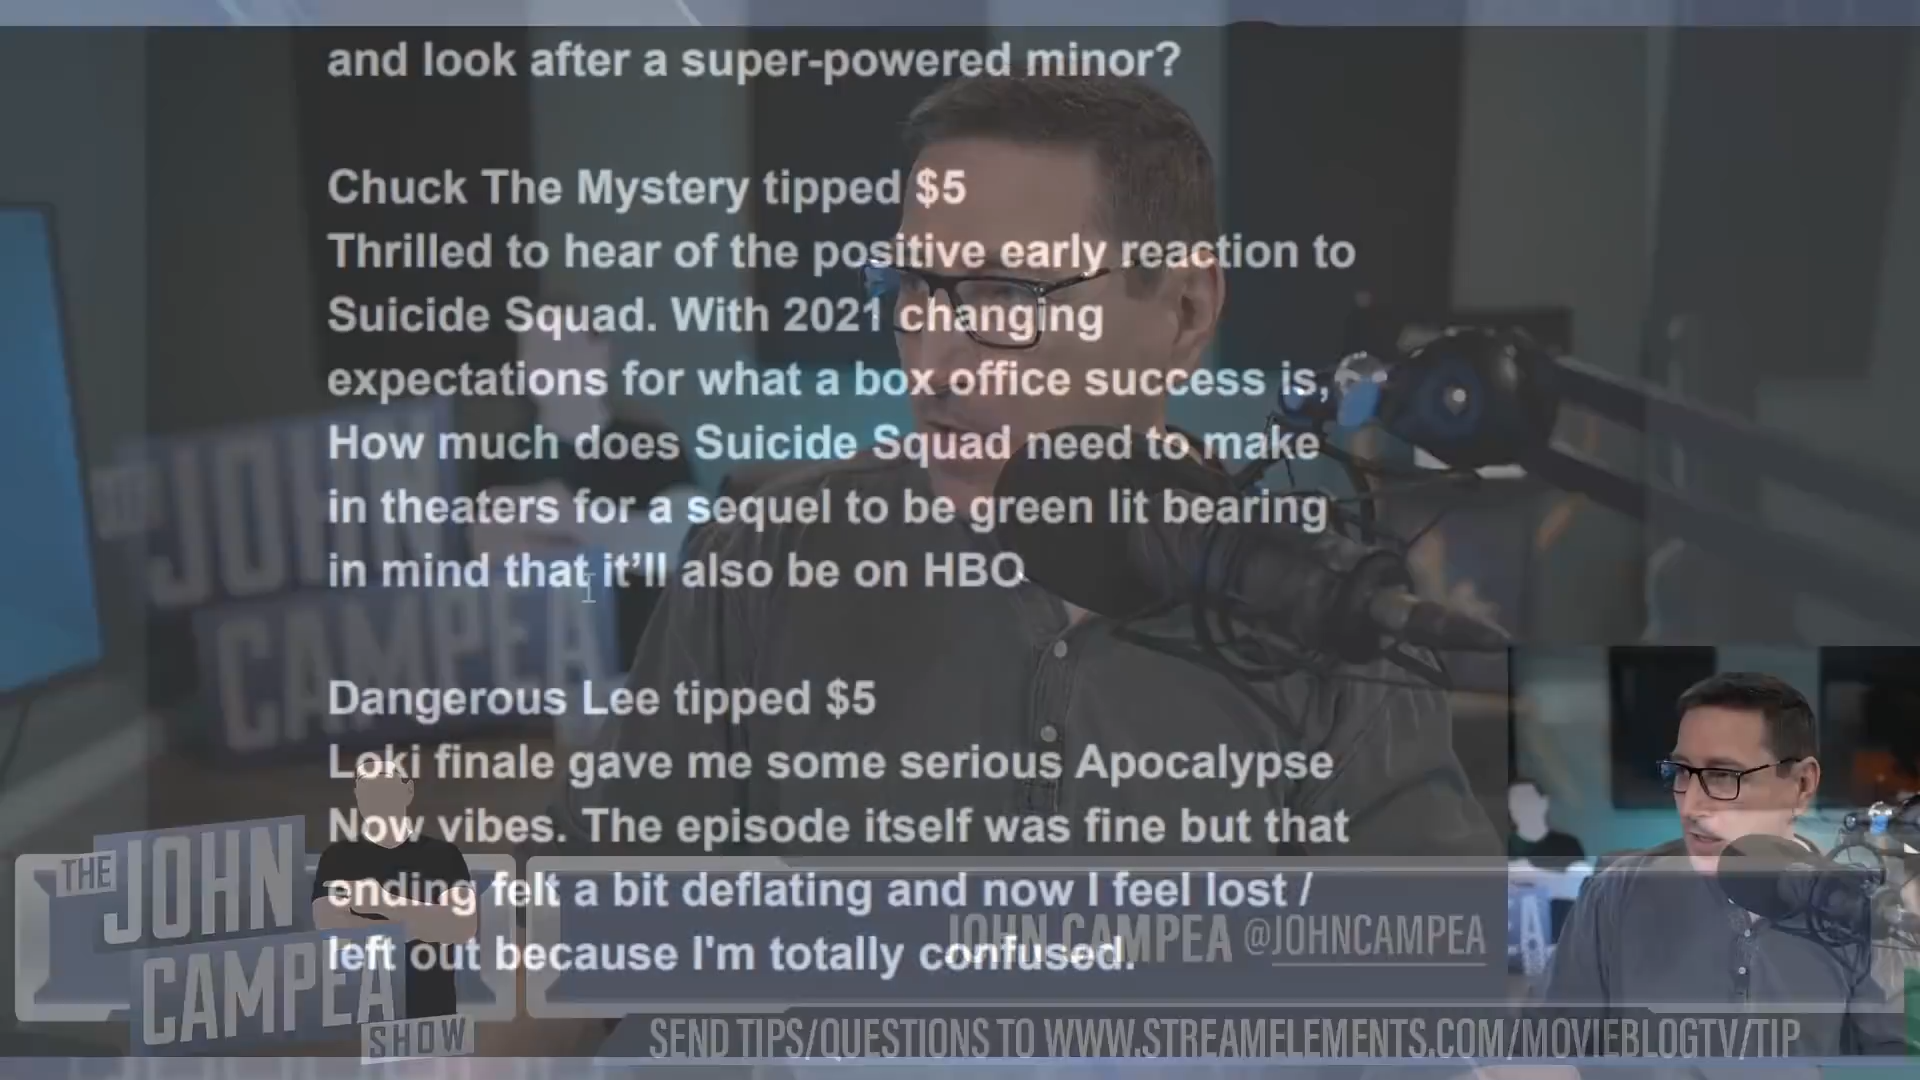 and look after a super-powered minor?
Chuck The Mystery tipped $5
Thrilled to hear of the positive early reaction to
Suicide Squad. With 2021 changing
expectations for what a box office success is,
How much does Suicide Squad need to make
in theaters for a sequel to be green lit bearing
in mind that it’ll also be on HBO
Dangerous Lee tipped $5
Loki finale gave me some serious Apocalypse
Now vibes. The episode itself was fine but that
ending felt a bit deflating and now I feel lost /
left out because I'm totally confused.
JOHN
CAMPEA
THE
JOHN
CAMPEA
SHOW
JOHN CAMPEA @JOHNCAMPEA
SEND TIPS/QUESTIONS TO WWW.STREAMELEMENTS.COM/MOVIEBLOGTV/TIP